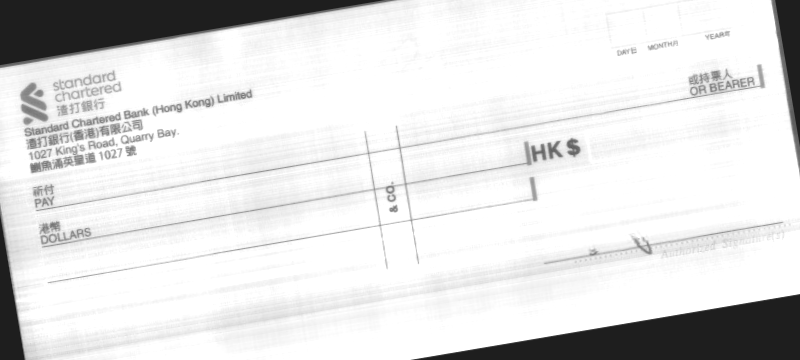 DAY日 MONTH月 YEAR年
standard
chartered
渣打銀行
Standard Chartered Bank (Hong Kong) Limited
渣打銀行(香港)有限公司
1027 King's Road, Quarry Bay.
鰂魚涌英皇道 1027 號
或持票人
OR BEARER
祈付
PAY
HK $
港幣
DOLLARS
& CO.
Authorized Signature(s)